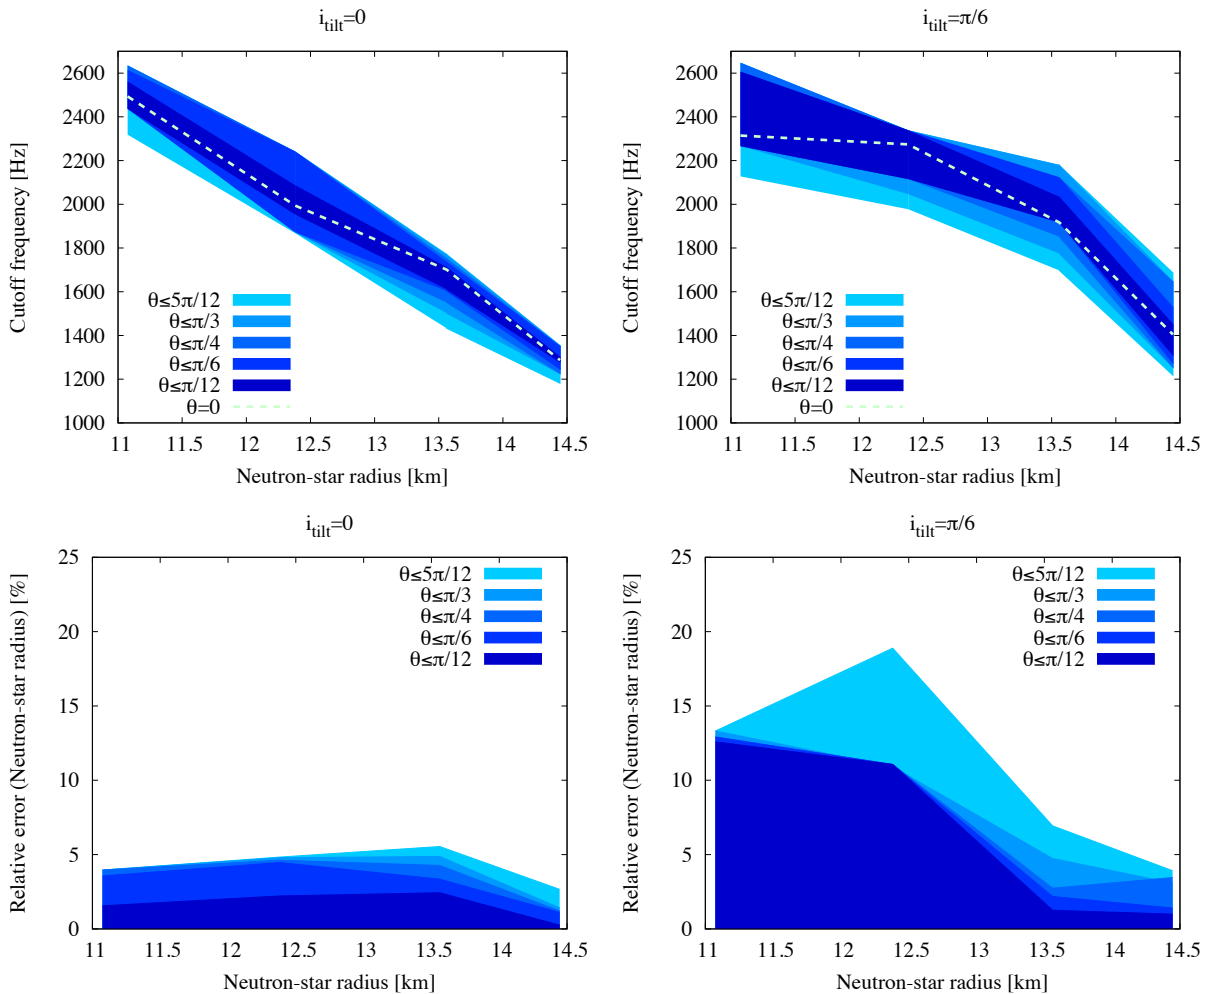 i_tilt=0
Cutoff frequency [Hz]
2600
2400
2200
2000
1800
1600
1400
1200
1000
θ≤5π/12
θ≤π/3
θ≤π/4
θ≤π/6
θ≤π/12
θ=0
11 11.5 12 12.5 13 13.5 14 14.5
Neutron-star radius [km]
i_tilt=π/6
Cutoff frequency [Hz]
2600
2400
2200
2000
1800
1600
1400
1200
1000
θ≤5π/12
θ≤π/3
θ≤π/4
θ≤π/6
θ≤π/12
θ=0
11 11.5 12 12.5 13 13.5 14 14.5
Neutron-star radius [km]
i_tilt=0
Relative error (Neutron-star radius) [%]
25
20
15
10
5
0
θ≤5π/12
θ≤π/3
θ≤π/4
θ≤π/6
θ≤π/12
11 11.5 12 12.5 13 13.5 14 14.5
Neutron-star radius [km]
i_tilt=π/6
Relative error (Neutron-star radius) [%]
25
20
15
10
5
0
θ≤5π/12
θ≤π/3
θ≤π/4
θ≤π/6
θ≤π/12
11 11.5 12 12.5 13 13.5 14 14.5
Neutron-star radius [km]